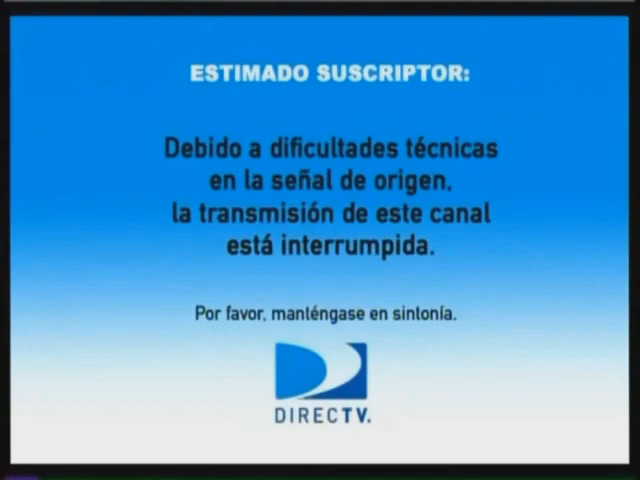 ESTIMADO SUSCRIPTOR:
Debido a dificultades técnicas
en la señal de origen,
la transmisión de este canal
está interrumpida.
Por favor, manténgase en sintonía.
DIRECTV.